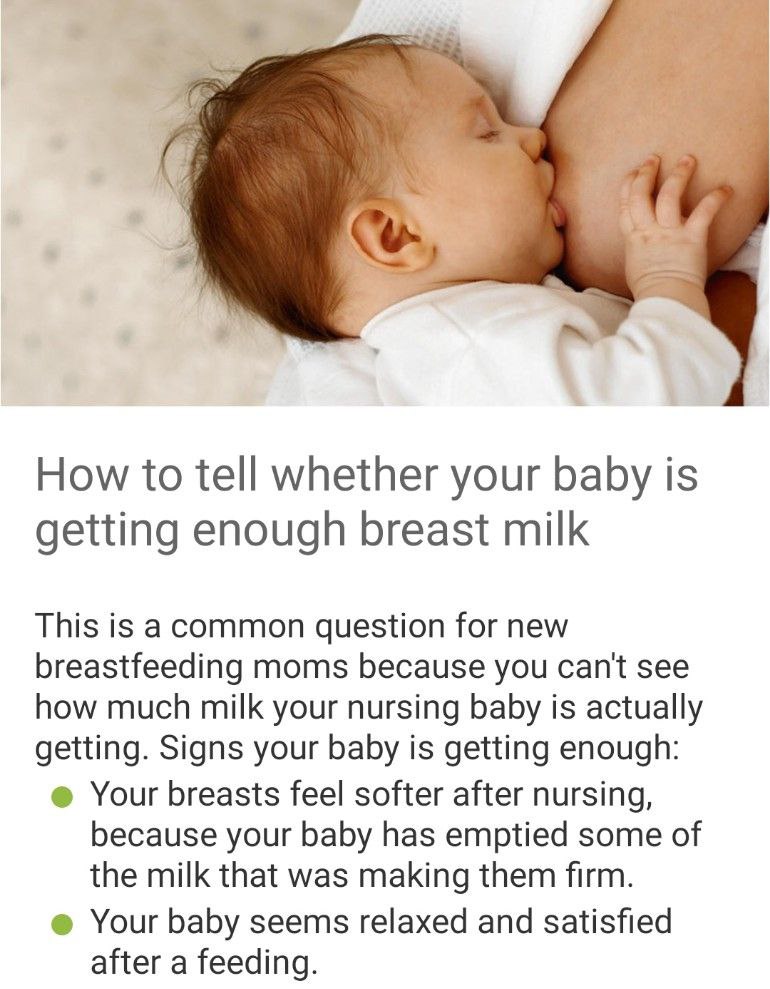 How to tell whether your baby is
getting enough breast milk
This is a common question for new
breastfeeding moms because you can't see
how much milk your nursing baby is actually
getting. Signs your baby is getting enough:
Your breasts feel softer after nursing,
because your baby has emptied some of
the milk that was making them firm.
Your baby seems relaxed and satisfied
after a feeding.